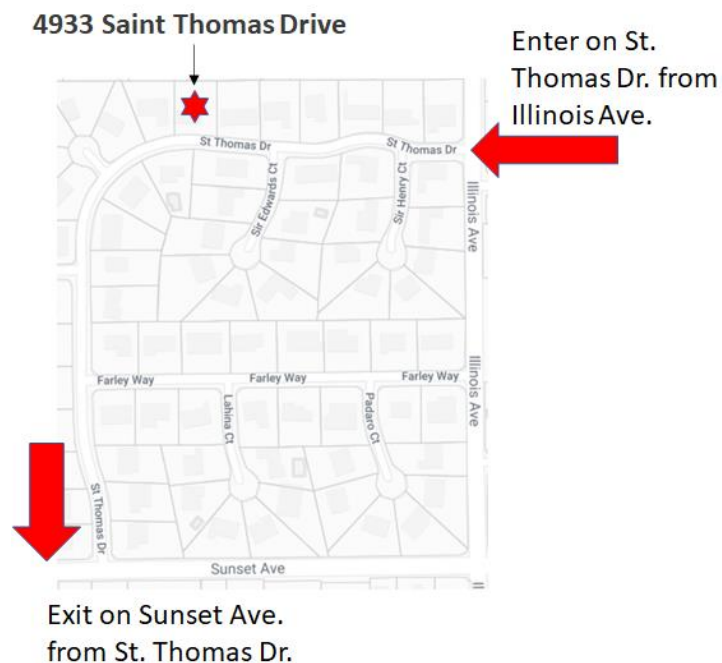 4933 Saint Thomas Drive
Enter on St.
Thomas Dr. from
Illinois Ave.
St Thomas Dr
St Thomas Dr
Sir Edwards Ct
Sir Henry Ct
Illinois Ave
Farley Way
Farley Way
Farley Way
Illinois Ave
Lahina Ct
Padaro Ct
St Thomas Dr
Sunset Ave
Exit on Sunset Ave.
from St. Thomas Dr.